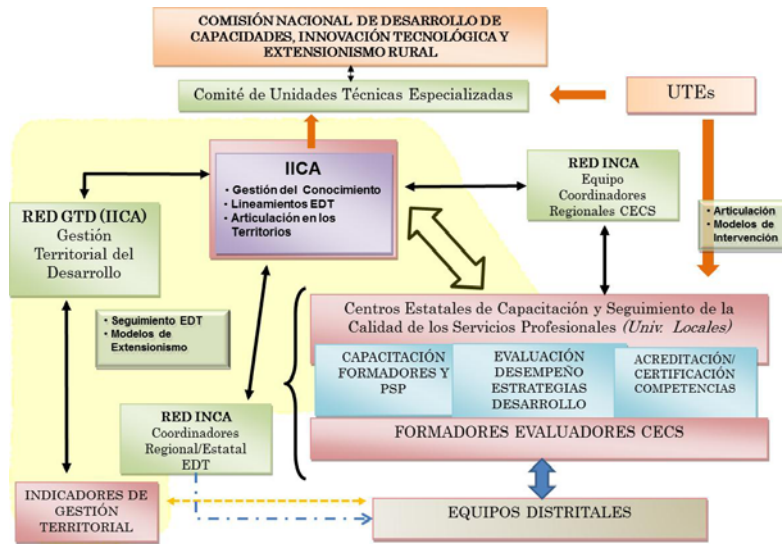 COMISIÓN NACIONAL DE DESARROLLO DE
CAPACIDADES, INNOVACIÓN TECNOLÓGICA Y
EXTENSIONISMO RURAL
Comité de Unidades Técnicas Especializadas
UTEs
IICA
• Gestión del Conocimiento
• Lineamientos EDT
• Articulación en los
Territorios
RED INCA
Equipo
Coordinadores
Regionales CECS
RED GTD (IICA)
Gestión
Territorial del
Desarrollo
• Articulación
• Modelos de
Intervención
• Seguimiento EDT
• Modelos de
Extensionismo
Centros Estatales de Capacitación y Seguimiento de la
Calidad de los Servicios Profesionales (Univ. Locales)
CAPACITACIÓN
FORMADORES Y
PSP
EVALUACIÓN
DESEMPEÑO
ESTRATEGIAS
DESARROLLO
ACREDITACIÓN/
CERTIFICACIÓN
COMPETENCIAS
RED INCA
Coordinadores
Regional/Estatal
EDT
FORMADORES EVALUADORES CECS
INDICADORES DE
GESTIÓN
TERRITORIAL
EQUIPOS DISTRITALES